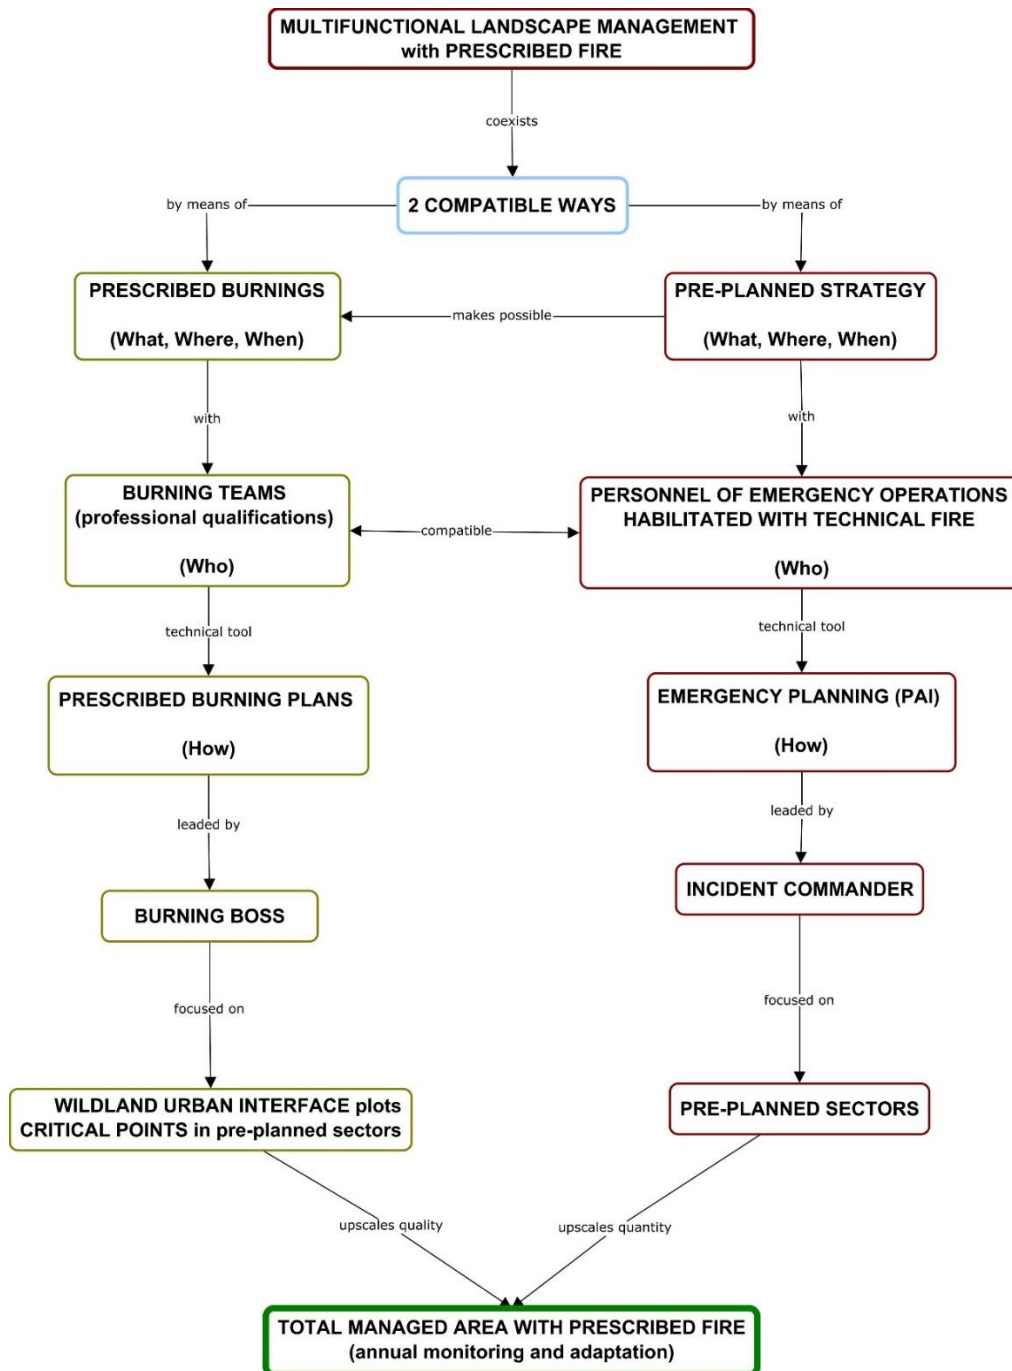 MULTIFUNCTIONAL LANDSCAPE MANAGEMENT
with PRESCRIBED FIRE
coexists
2 COMPATIBLE WAYS
by means of
by means of
PRESCRIBED BURNINGS
(What, Where, When)
makes possible
PRE-PLANNED STRATEGY
(What, Where, When)
with
with
BURNING TEAMS
(professional qualifications)
(Who)
compatible
PERSONNEL OF EMERGENCY OPERATIONS
HABILITATED WITH TECHNICAL FIRE
(Who)
technical tool
technical tool
PRESCRIBED BURNING PLANS
(How)
EMERGENCY PLANNING (PAI)
(How)
leaded by
leaded by
BURNING BOSS
INCIDENT COMMANDER
focused on
focused on
WILDLAND URBAN INTERFACE plots
CRITICAL POINTS in pre-planned sectors
PRE-PLANNED SECTORS
upscales quality
upscales quantity
TOTAL MANAGED AREA WITH PRESCRIBED FIRE
(annual monitoring and adaptation)